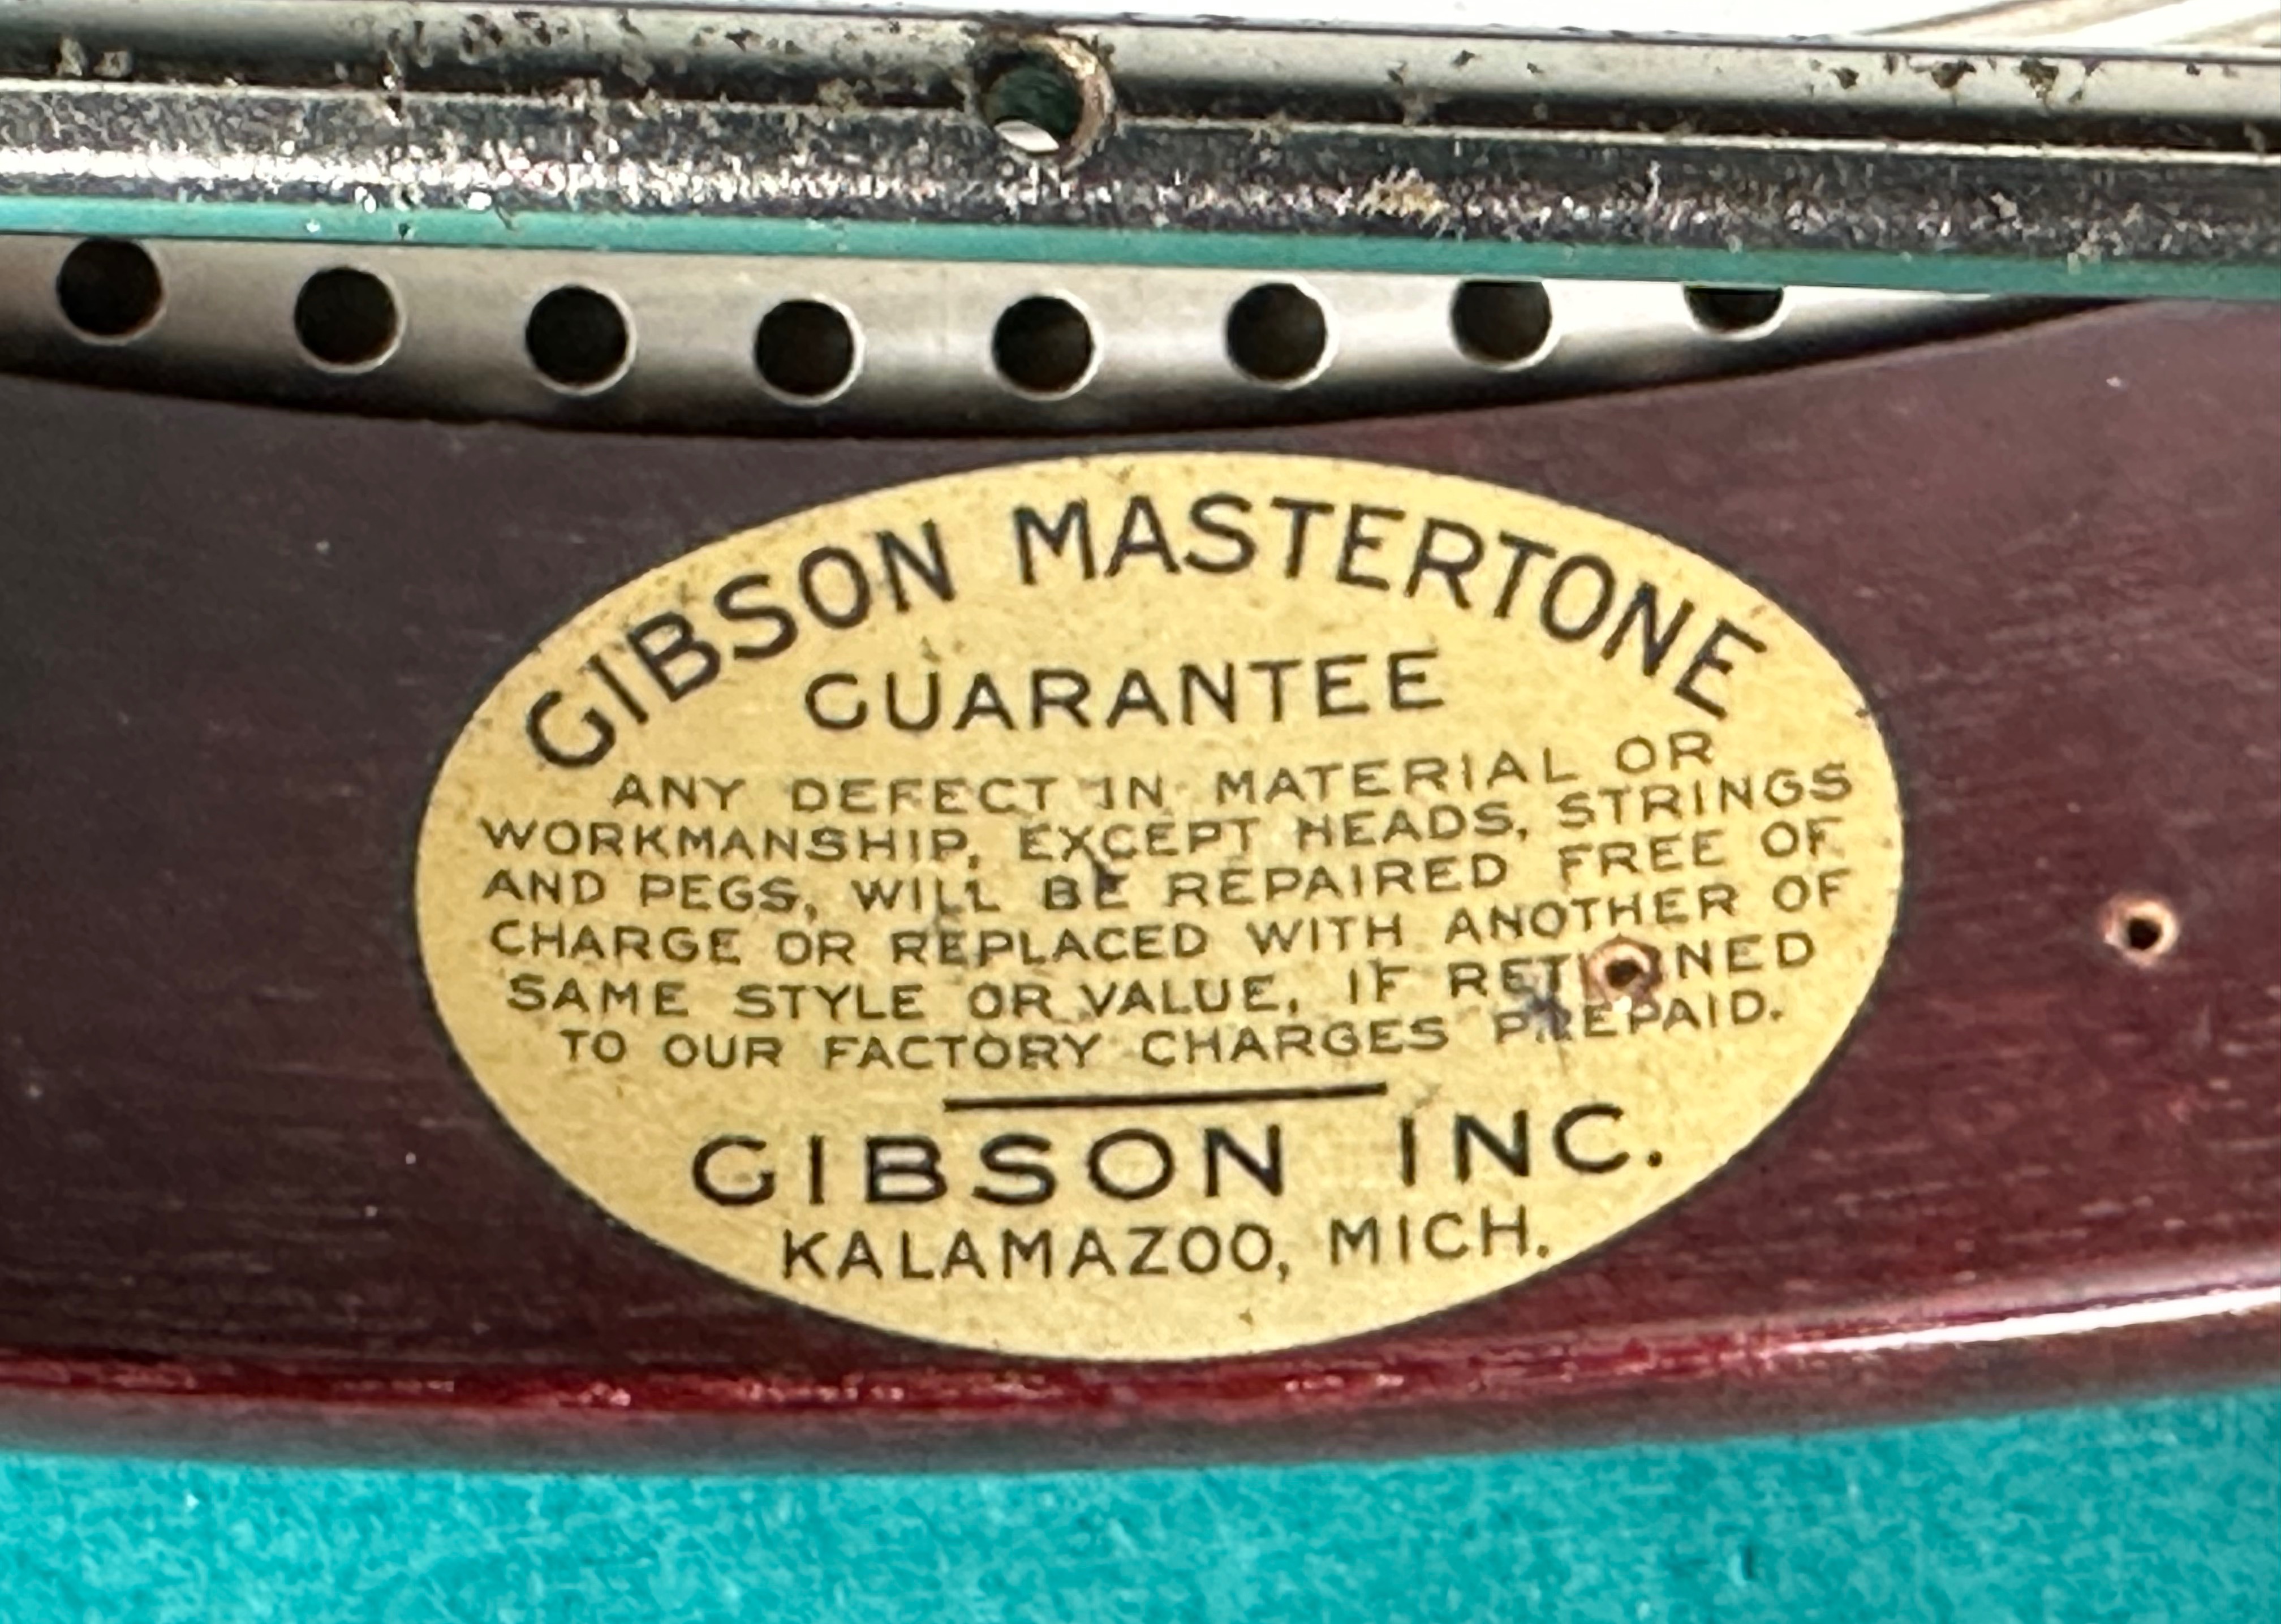 GIBSON MASTERTONE
GUARANTEE
ANY DEFECT IN MATERIAL OR
WORKMANSHIP, EXCEPT HEADS, STRINGS
AND PEGS, WILL BE REPAIRED FREE OF
CHARGE OR REPLACED WITH ANOTHER OF
SAME STYLE OR VALUE, IF RETURNED
TO OUR FACTORY CHARGES PREPAID.
GIBSON INC.
KALAMAZOO, MICH.